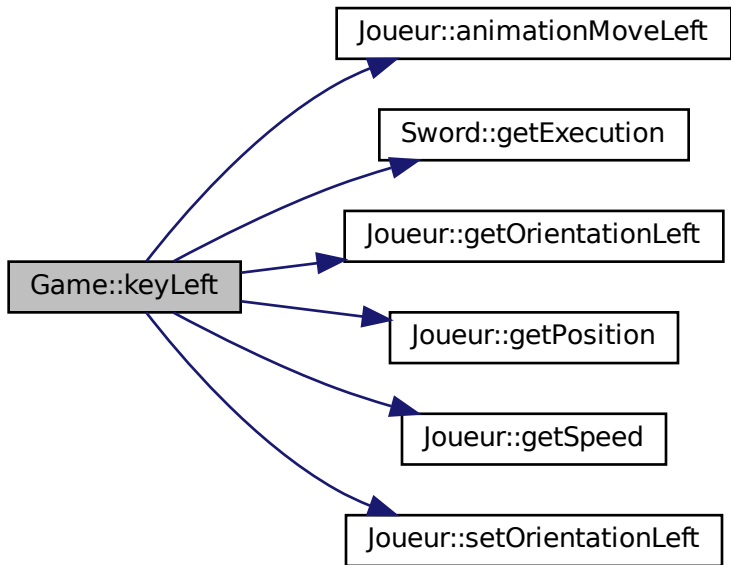 Joueur::animationMoveLeft
Sword::getExecution
Joueur::getOrientationLeft
Game::keyLeft
Joueur::getPosition
Joueur::getSpeed
Joueur::setOrientationLeft